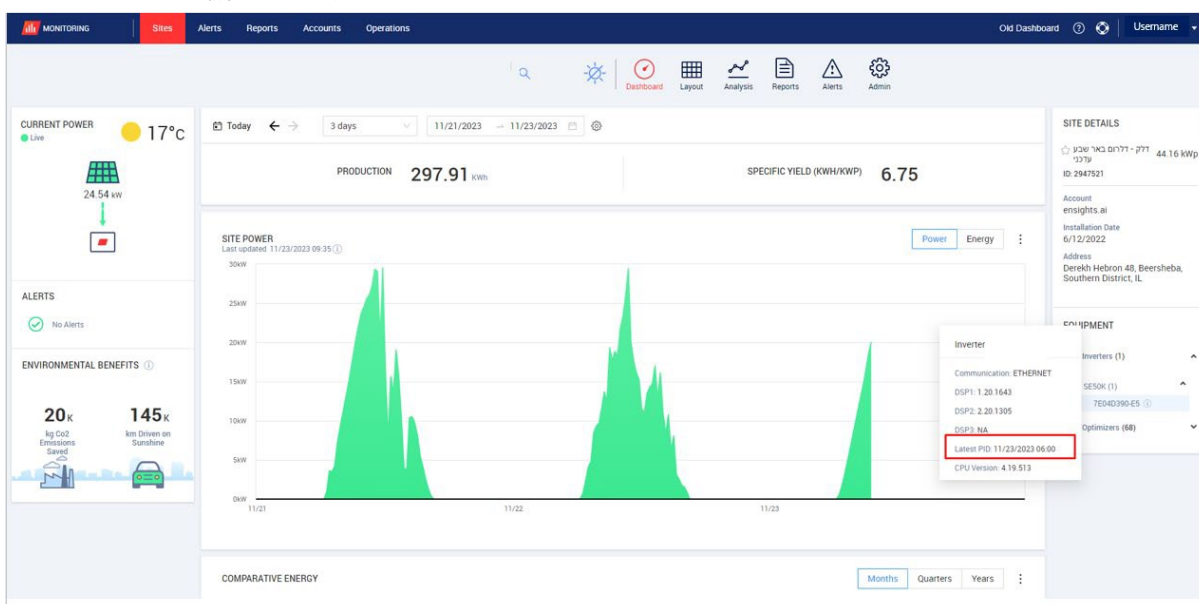 MONITORING
Sites
Alerts
Reports
Accounts
Operations
Old Dashboard
Username
Dashboard
Layout
Analysis
Reports
Alerts
Admin
CURRENT POWER
Live
17°c
24.54 kW
ALERTS
No Alerts
ENVIRONMENTAL BENEFITS
20K
kg Co2
Emissions
Saved
145K
km Driven on
Sunshine
Today
3 days
11/21/2023 → 11/23/2023
PRODUCTION 297.91 KWh
SPECIFIC YIELD (KWH/KWP) 6.75
SITE POWER
Last updated 11/23/2023 09:35
Power
Energy
30kW
25kW
20kW
15kW
10kW
5kW
0kW
11/21
11/22
11/23
Inverter
Communication: ETHERNET
DSP1: 1.20.1643
DSP2: 2.20.1305
DSP3: NA
Latest PID: 11/23/2023 06:00
CPU Version: 4.19.513
COMPARATIVE ENERGY
Months
Quarters
Years
SITE DETAILS
דלק - דלרום באר שבע
עדכני
44.16 kWp
ID: 2947521
Account
ensights.ai
Installation Date
6/12/2022
Address
Derekh Hebron 48, Beersheba,
Southern District, IL
EQUIPMENT
Inverters (1)
SE50K (1)
7E04D390-E5
Optimizers (68)